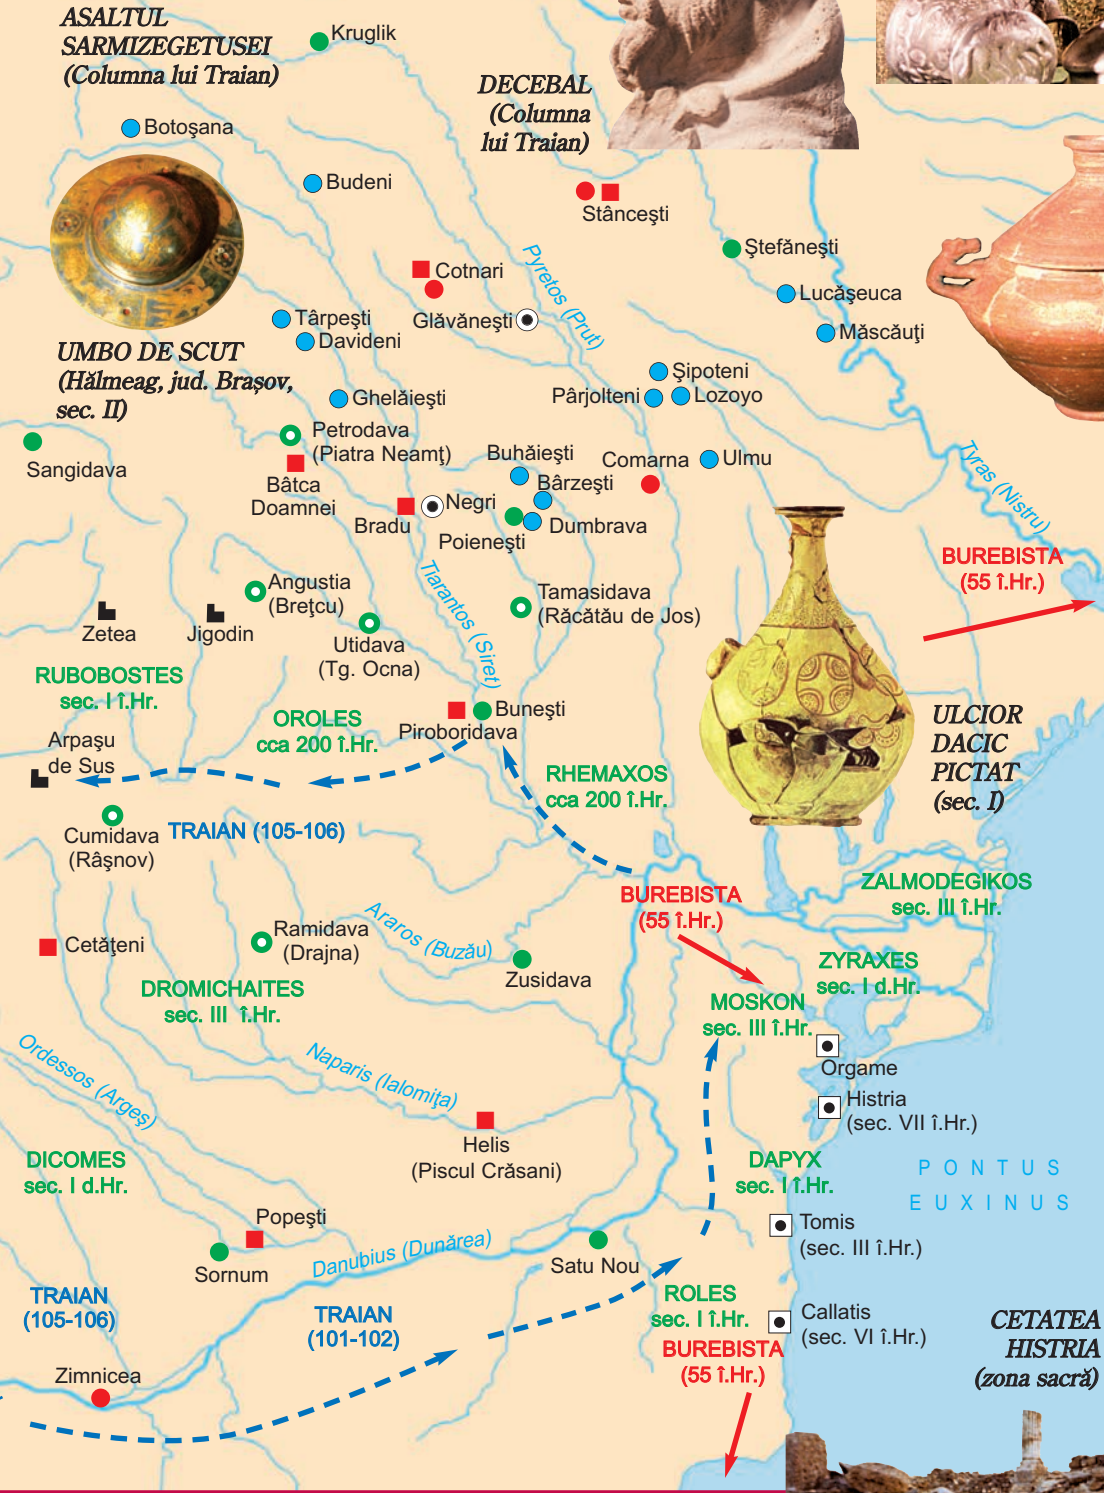 ASALTUL
SARMIZEGETUSEI
(Columna lui Traian)
Kruglik
DECEBAL
(Columna
lui Traian)
Botoşana
Budeni
Stânceşti
Ştefăneşti
Pyretos (Prut)
Cotnari
Lucăşeuca
Târpeşti
Glăvăneşti
Măscăuţi
Davideni
UMBO DE SCUT
(Hălmeag, jud. Braşov,
sec. II)
Şipoteni
Ghelăieşti
Pârjolteni
Lozoyo
Petrodava
(Piatra Neamţ)
Sangidava
Buhăieşti
Comarna
Ulmu
Tyras (Nistru)
Bâtca
Doamnei
Bârzeşti
Negri
Bradu
Dumbrava
Poieneşti
BUREBISTA
(55 î.Hr.)
Tiarantos (Siret)
Angustia
(Breţcu)
Tamasidava
(Răcătău de Jos)
Zetea
Jigodin
Utidava
(Tg. Ocna)
RUBOBOSTES
sec. I î.Hr.
OROLES
cca 200 î.Hr.
Buneşti
Piroboridava
Arpaşu
de Sus
ULCIOR
DACIC
PICTAT
(sec. I)
RHEMAXOS
cca 200 î.Hr.
Cumidava
(Râşnov)
TRAIAN (105-106)
BUREBISTA
(55 î.Hr.)
ZALMODEGIKOS
sec. III î.Hr.
Araros (Buzău)
Cetăţeni
Ramidava
(Drajna)
Zusidava
ZYRAXES
sec. I d.Hr.
DROMICHAITES
sec. III î.Hr.
MOSKON
sec. III î.Hr.
Ordessos (Argeş)
Naparis (Ialomiţa)
Orgame
Histria
(sec. VII î.Hr.)
Helis
(Piscul Crăsani)
DICOMES
sec. I d.Hr.
DAPYX
sec. I î.Hr.
PONTUS
EUXINUS
Popeşti
Sornum
Danubius (Dunărea)
Satu Nou
Tomis
(sec. III î.Hr.)
TRAIAN
(105-106)
TRAIAN
(101-102)
ROLES
sec. I î.Hr.
Callatis
(sec. VI î.Hr.)
BUREBISTA
(55 î.Hr.)
CETATEA
HISTRIA
(zona sacră)
Zimnicea